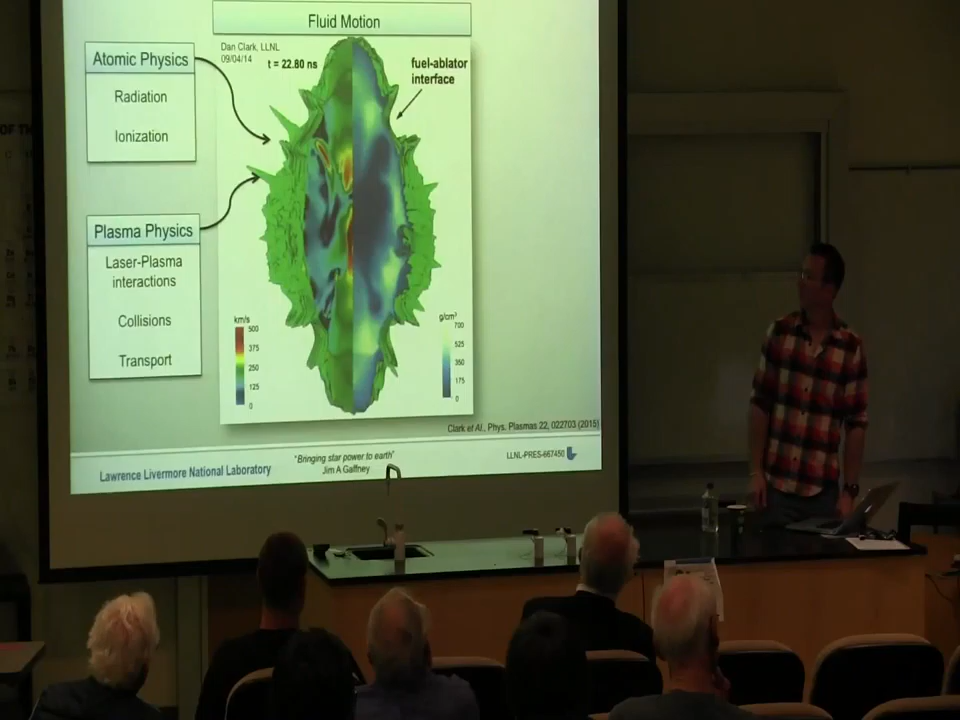 Fluid Motion
Dan Clark, LLNL
09/04/14
t = 22.80 ns
fuel-ablator
interface
Atomic Physics
Radiation
Ionization
Plasma Physics
Laser-Plasma
interactions
Collisions
Transport
km/s
500
375
250
125
0
g/cm³
700
525
350
175
0
Clark et Al., Phys. Plasmas 22, 022703 (2015)
Lawrence Livermore National Laboratory
"Bringing star power to earth"
Jim A Gaffney
LLNL-PRES-667450
OF TH